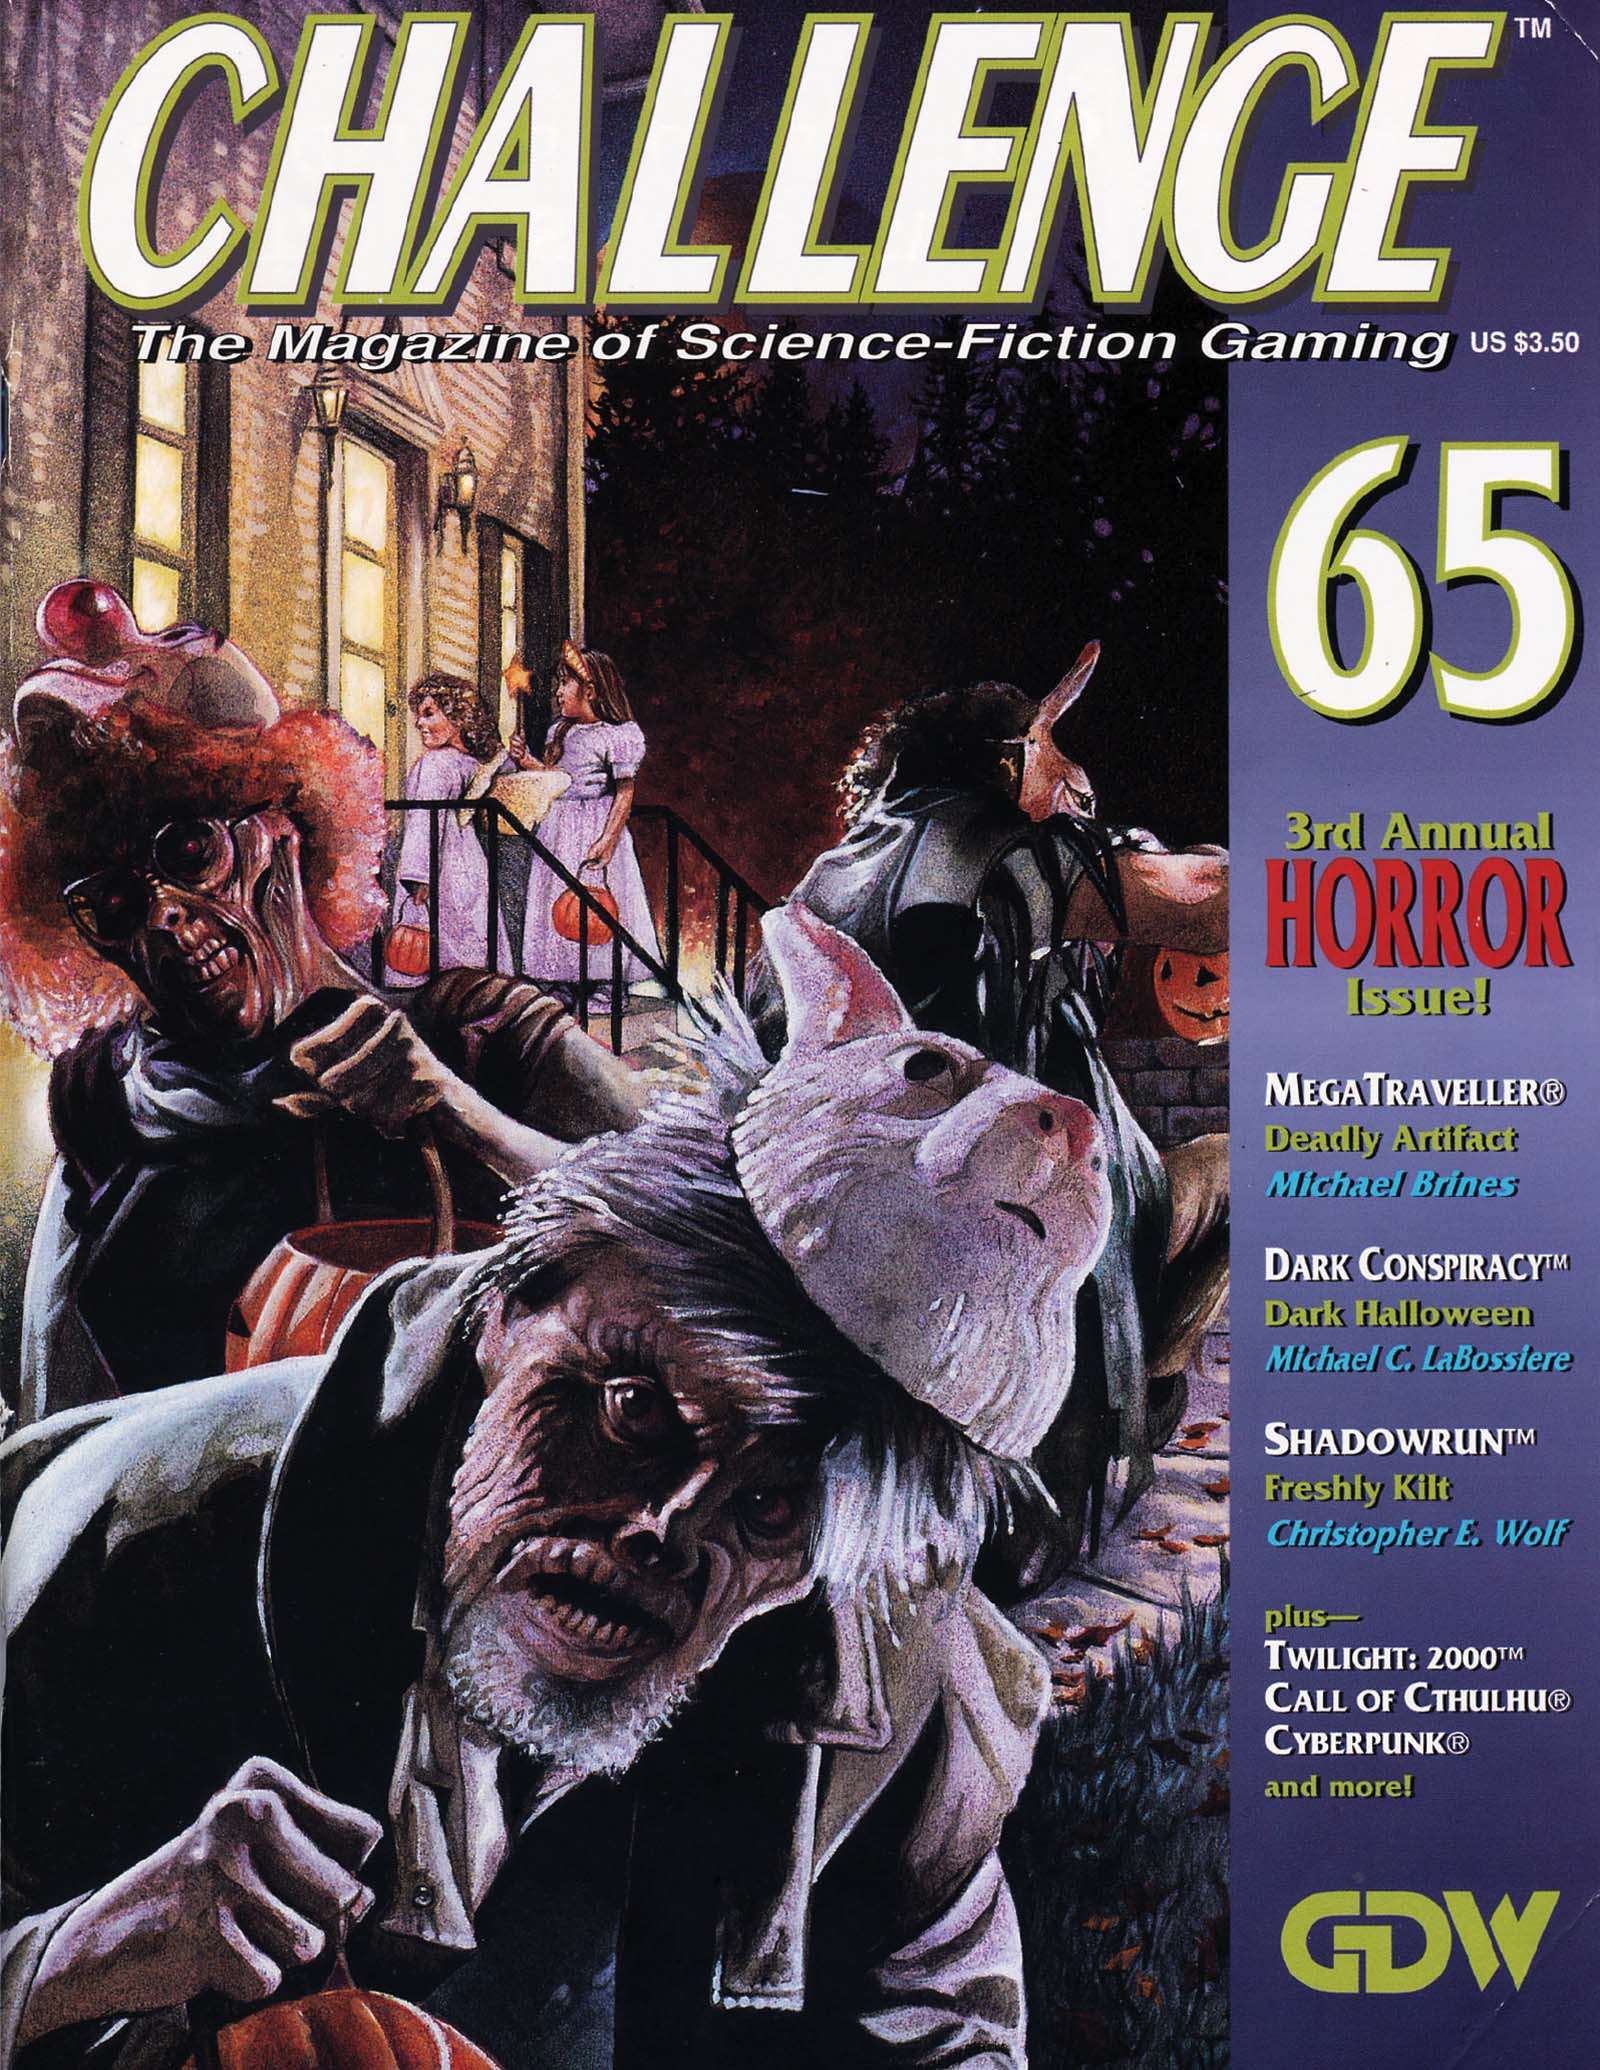 CHALLENGE™
The Magazine of Science-Fiction Gaming US $3.50
65
3rd Annual
HORROR
Issue!
MEGATRAVELLER®
Deadly Artifact
Michael Brines
DARK CONSPIRACY™
Dark Halloween
Michael C. LaBossiere
SHADOWRUN™
Freshly Kilt
Christopher E. Wolf
plus—
TWILIGHT: 2000™
CALL OF CTHULHU®
CYBERPUNK®
and more!
GDW